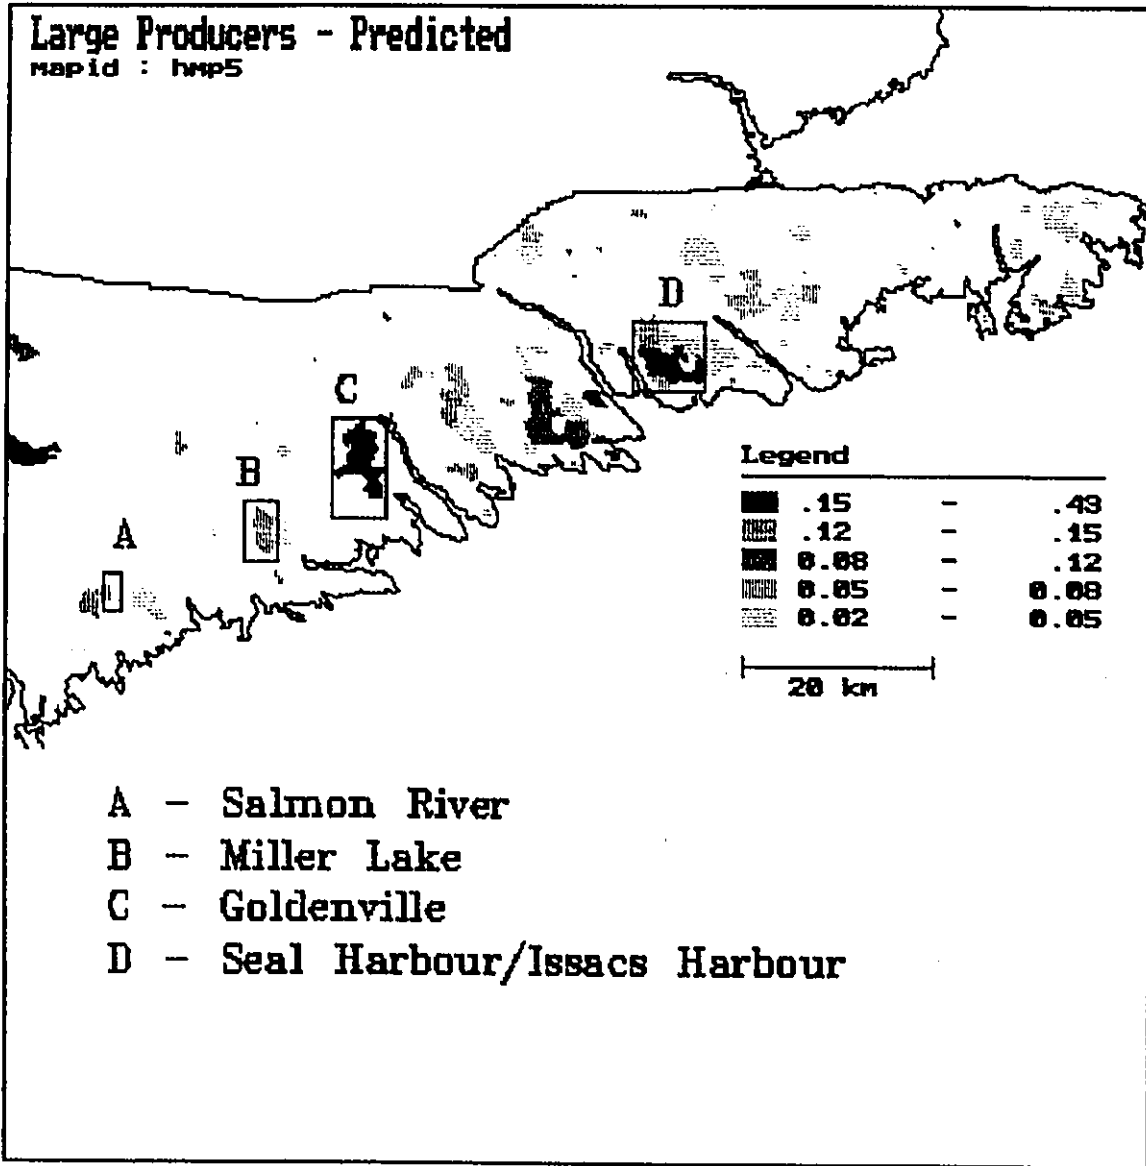 Large Producers - Predicted
mapid : hmp5
D
C
B
A
Legend
.15 - .43
.12 - .15
0.08 - .12
0.05 - 0.08
0.02 - 0.05
20 km
A - Salmon River
B - Miller Lake
C - Goldenville
D - Seal Harbour/Issacs Harbour